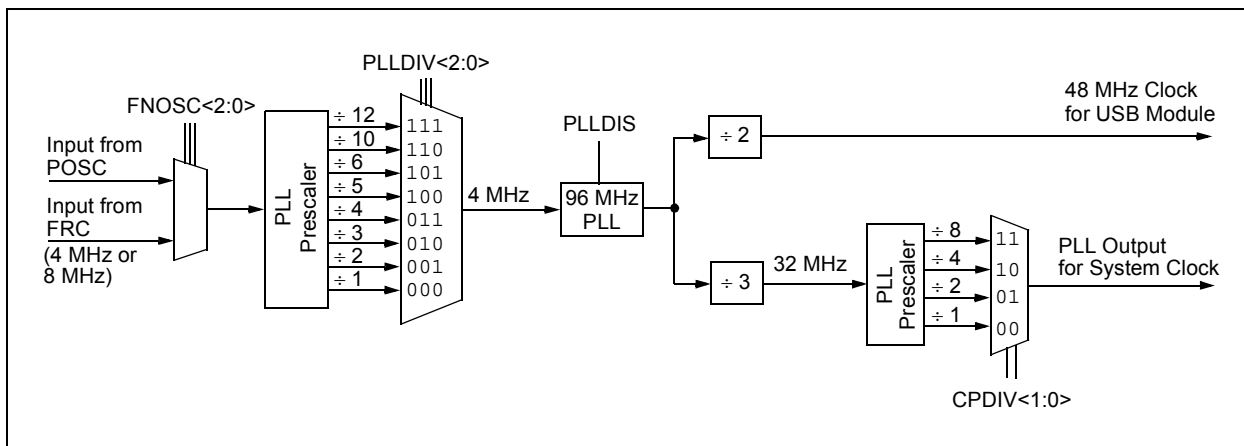 PLLDIV<2:0>
FNOSC<2:0>
Input from
POSC
Input from
FRC
(4 MHz or
8 MHz)
PLL
Prescaler
÷ 12
÷ 10
÷ 6
÷ 5
÷ 4
÷ 3
÷ 2
÷ 1
111
110
101
100
011
010
001
000
4 MHz
PLLDIS
96 MHz
PLL
÷ 2
48 MHz Clock
for USB Module
÷ 3
32 MHz
PLL
Prescaler
÷ 8
÷ 4
÷ 2
÷ 1
11
10
01
00
PLL Output
for System Clock
CPDIV<1:0>